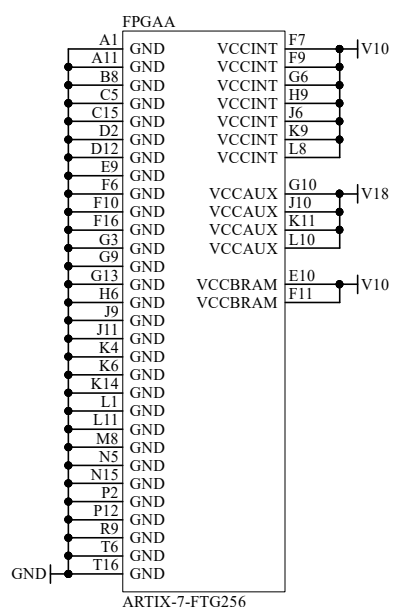 FPGAA
A1 GND VCCINT F7 V10
A11 GND VCCINT F9
B8 GND VCCINT G6
C5 GND VCCINT H9
C15 GND VCCINT J6
D2 GND VCCINT K9
D12 GND VCCINT L8
E9 GND
F6 GND VCCAUX G10 V18
F10 GND VCCAUX J10
F16 GND VCCAUX K11
G3 GND VCCAUX L10
G9 GND
G13 GND VCCBRAM E10 V10
H6 GND VCCBRAM F11
J9 GND
J11 GND
K4 GND
K6 GND
K14 GND
L1 GND
L11 GND
M8 GND
N5 GND
N15 GND
P2 GND
P12 GND
R9 GND
T6 GND
GND T16 GND
ARTIX-7-FTG256